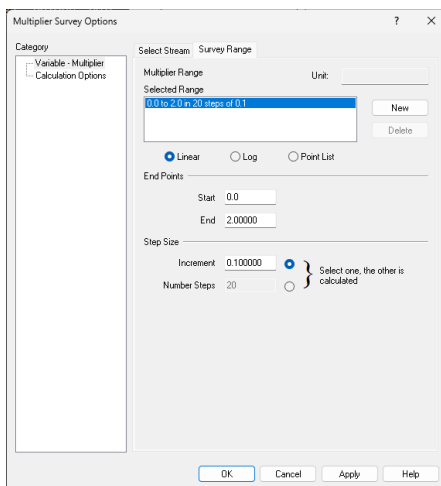 Multiplier Survey Options ? ×
Category
Variable - Multiplier
Calculation Options
Select Stream Survey Range
Multiplier Range Unit:
Selected Range
0.0 to 2.0 in 20 steps of 0.1
New
Delete
Linear Log Point List
End Points
Start 0.0
End 2.00000
Step Size
Increment 0.100000
Number Steps 20
Select one, the other is
calculated
OK Cancel Apply Help